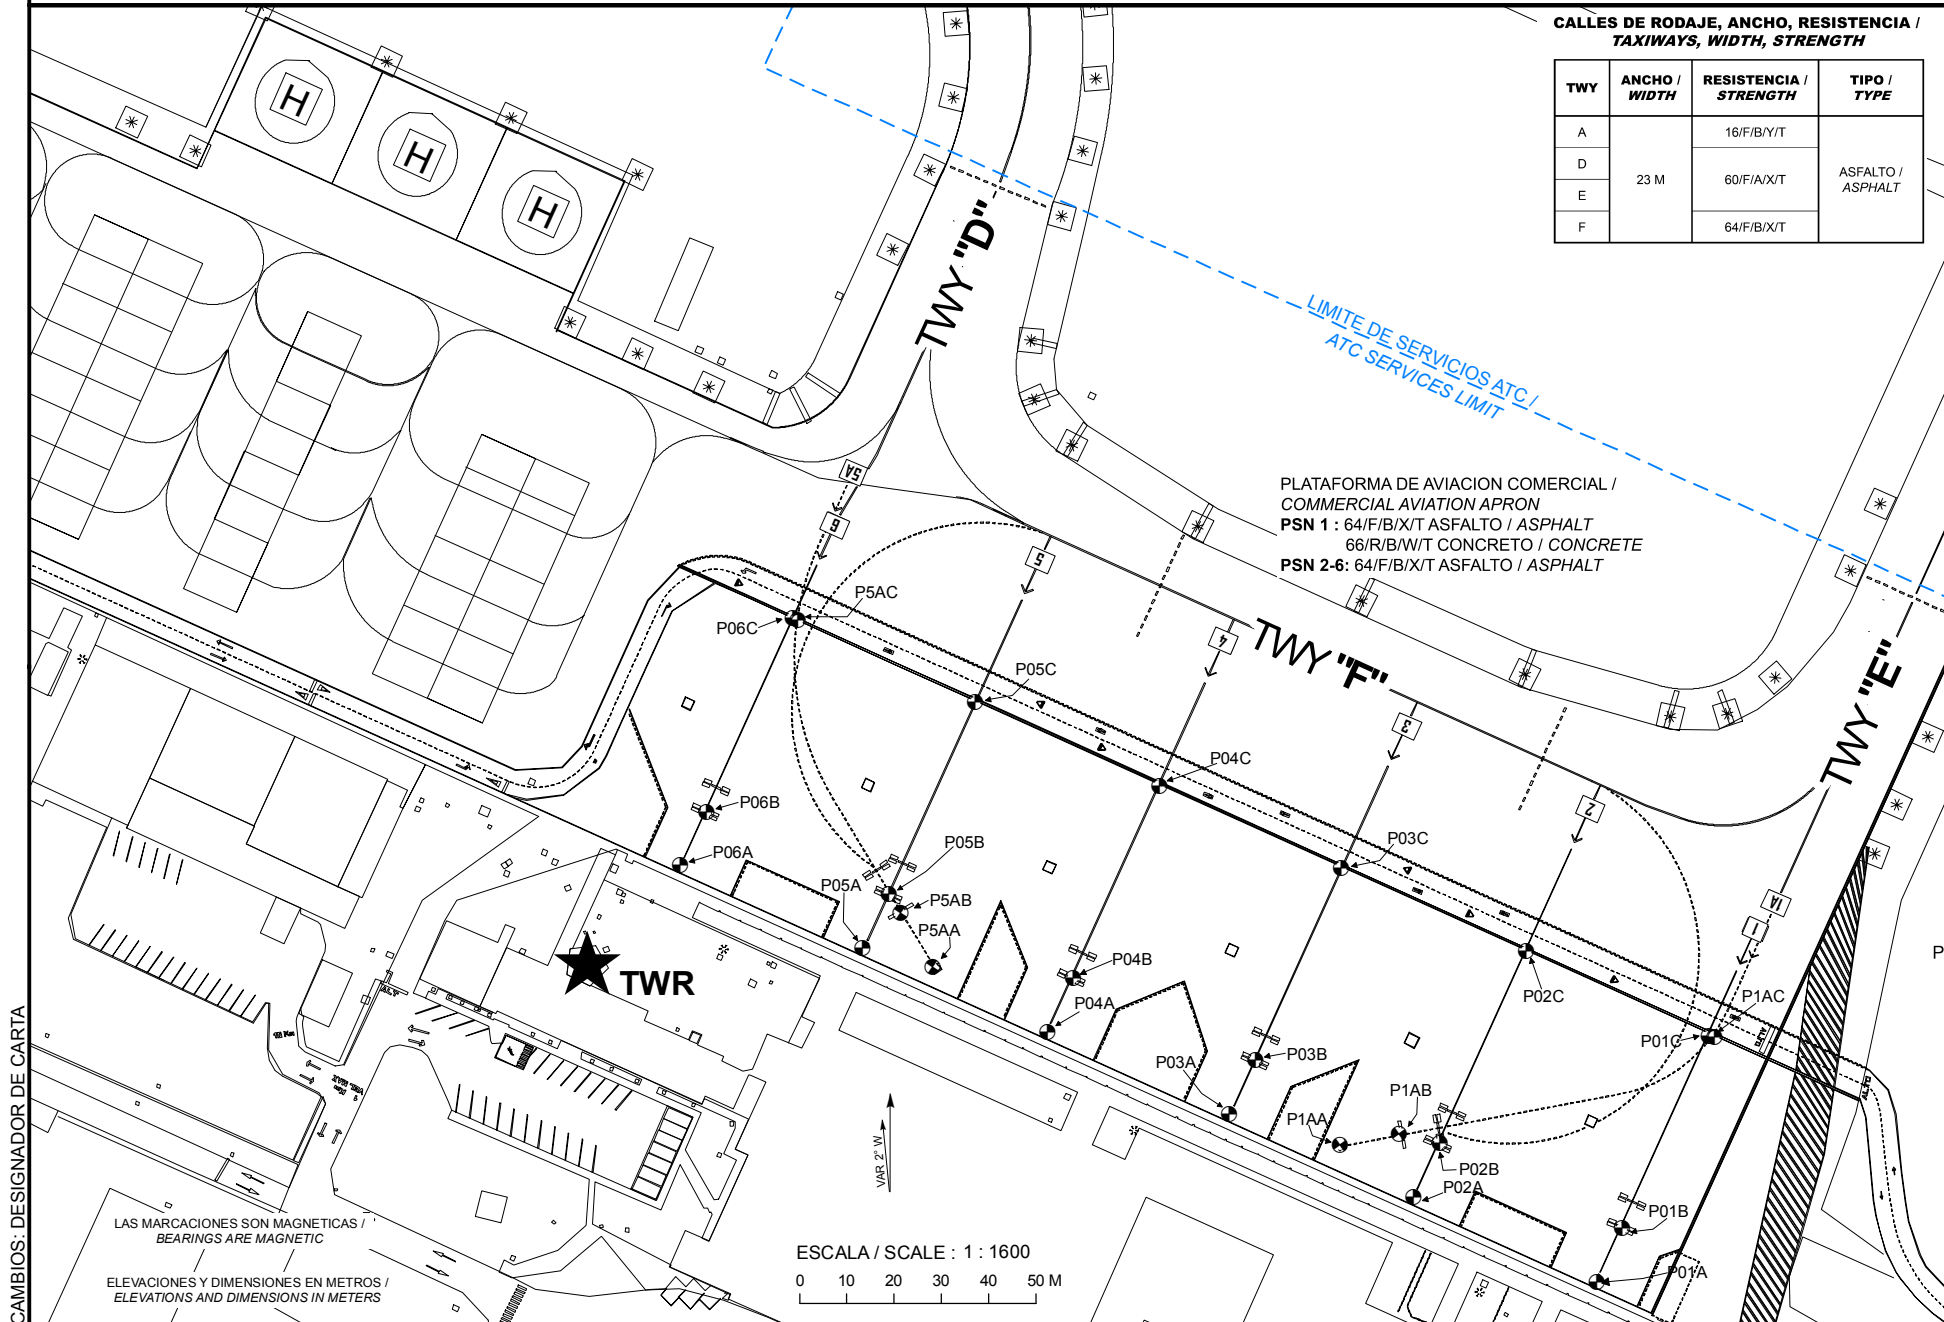 CALLES DE RODAJE, ANCHO, RESISTENCIA /
TAXIWAYS, WIDTH, STRENGTH
TWY
ANCHO /
WIDTH
RESISTENCIA /
STRENGTH
TIPO /
TYPE
A
16/F/B/Y/T
D
E
23 M
60/F/A/X/T
ASFALTO /
ASPHALT
F
64/F/B/X/T
H
H
H
TWY "D"
LIMITE DE SERVICIOS ATC /
ATC SERVICES LIMIT
PLATAFORMA DE AVIACION COMERCIAL /
COMMERCIAL AVIATION APRON
PSN 1 : 64/F/B/X/T ASFALTO / ASPHALT
66/R/B/W/T CONCRETO / CONCRETE
PSN 2-6: 64/F/B/X/T ASFALTO / ASPHALT
5A
6
5
4
3
2
1A
1
TWY "F"
TWY "E"
P5AC
P06C
P05C
P04C
P03C
P02C
P1AC
P01C
P06B
P06A
P05B
P05A
P5AB
P5AA
P04B
P04A
P03B
P03A
P1AB
P1AA
P02B
P02A
P01B
P01A
P
TWR
ALT
ALTO
VAR 2° W
ESCALA / SCALE : 1 : 1600
0 10 20 30 40 50 M
LAS MARCACIONES SON MAGNETICAS /
BEARINGS ARE MAGNETIC
ELEVACIONES Y DIMENSIONES EN METROS /
ELEVATIONS AND DIMENSIONS IN METERS
CAMBIOS: DESIGNADOR DE CARTA